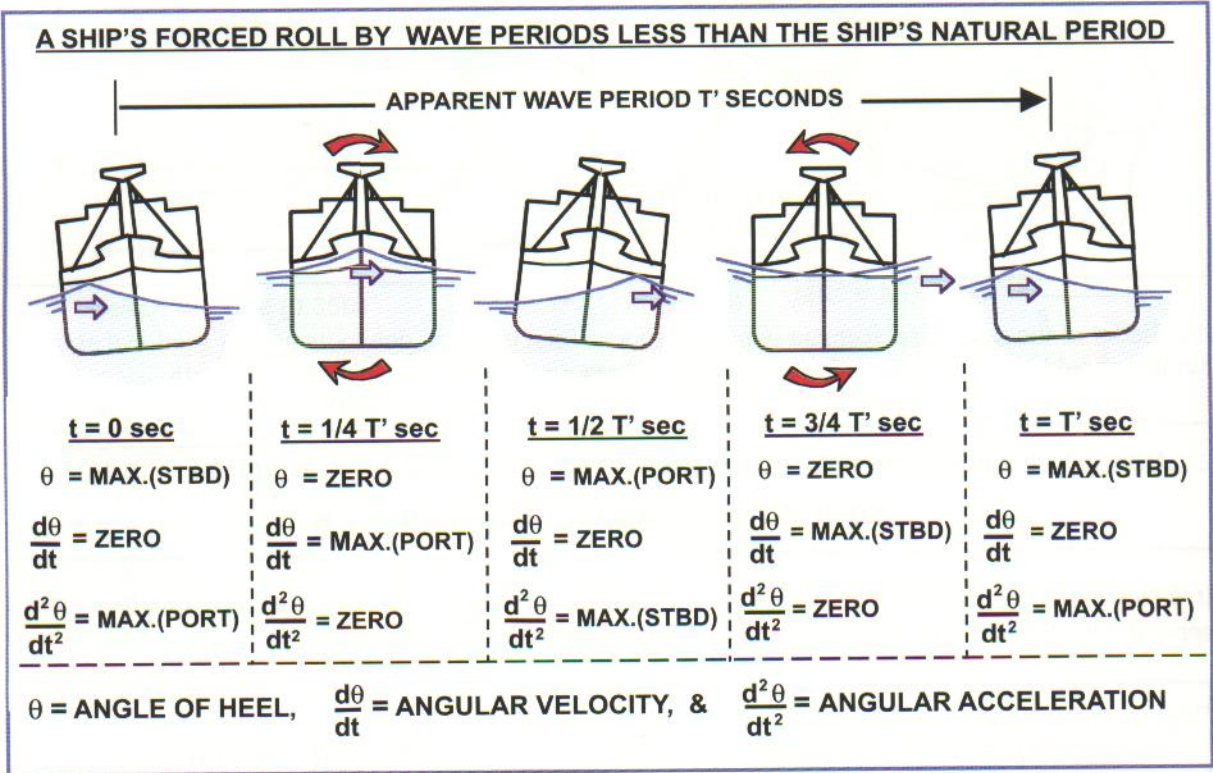 A SHIP'S FORCED ROLL BY WAVE PERIODS LESS THAN THE SHIP'S NATURAL PERIOD
APPARENT WAVE PERIOD T' SECONDS
t = 0 sec
θ = MAX.(STBD)
dθ/dt = ZERO
d²θ/dt² = MAX.(PORT)
t = 1/4 T' sec
θ = ZERO
dθ/dt = MAX.(PORT)
d²θ/dt² = ZERO
t = 1/2 T' sec
θ = MAX.(PORT)
dθ/dt = ZERO
d²θ/dt² = MAX.(STBD)
t = 3/4 T' sec
θ = ZERO
dθ/dt = MAX.(STBD)
d²θ/dt² = ZERO
t = T' sec
θ = MAX.(STBD)
dθ/dt = ZERO
d²θ/dt² = MAX.(PORT)
θ = ANGLE OF HEEL, dθ/dt = ANGULAR VELOCITY, & d²θ/dt² = ANGULAR ACCELERATION